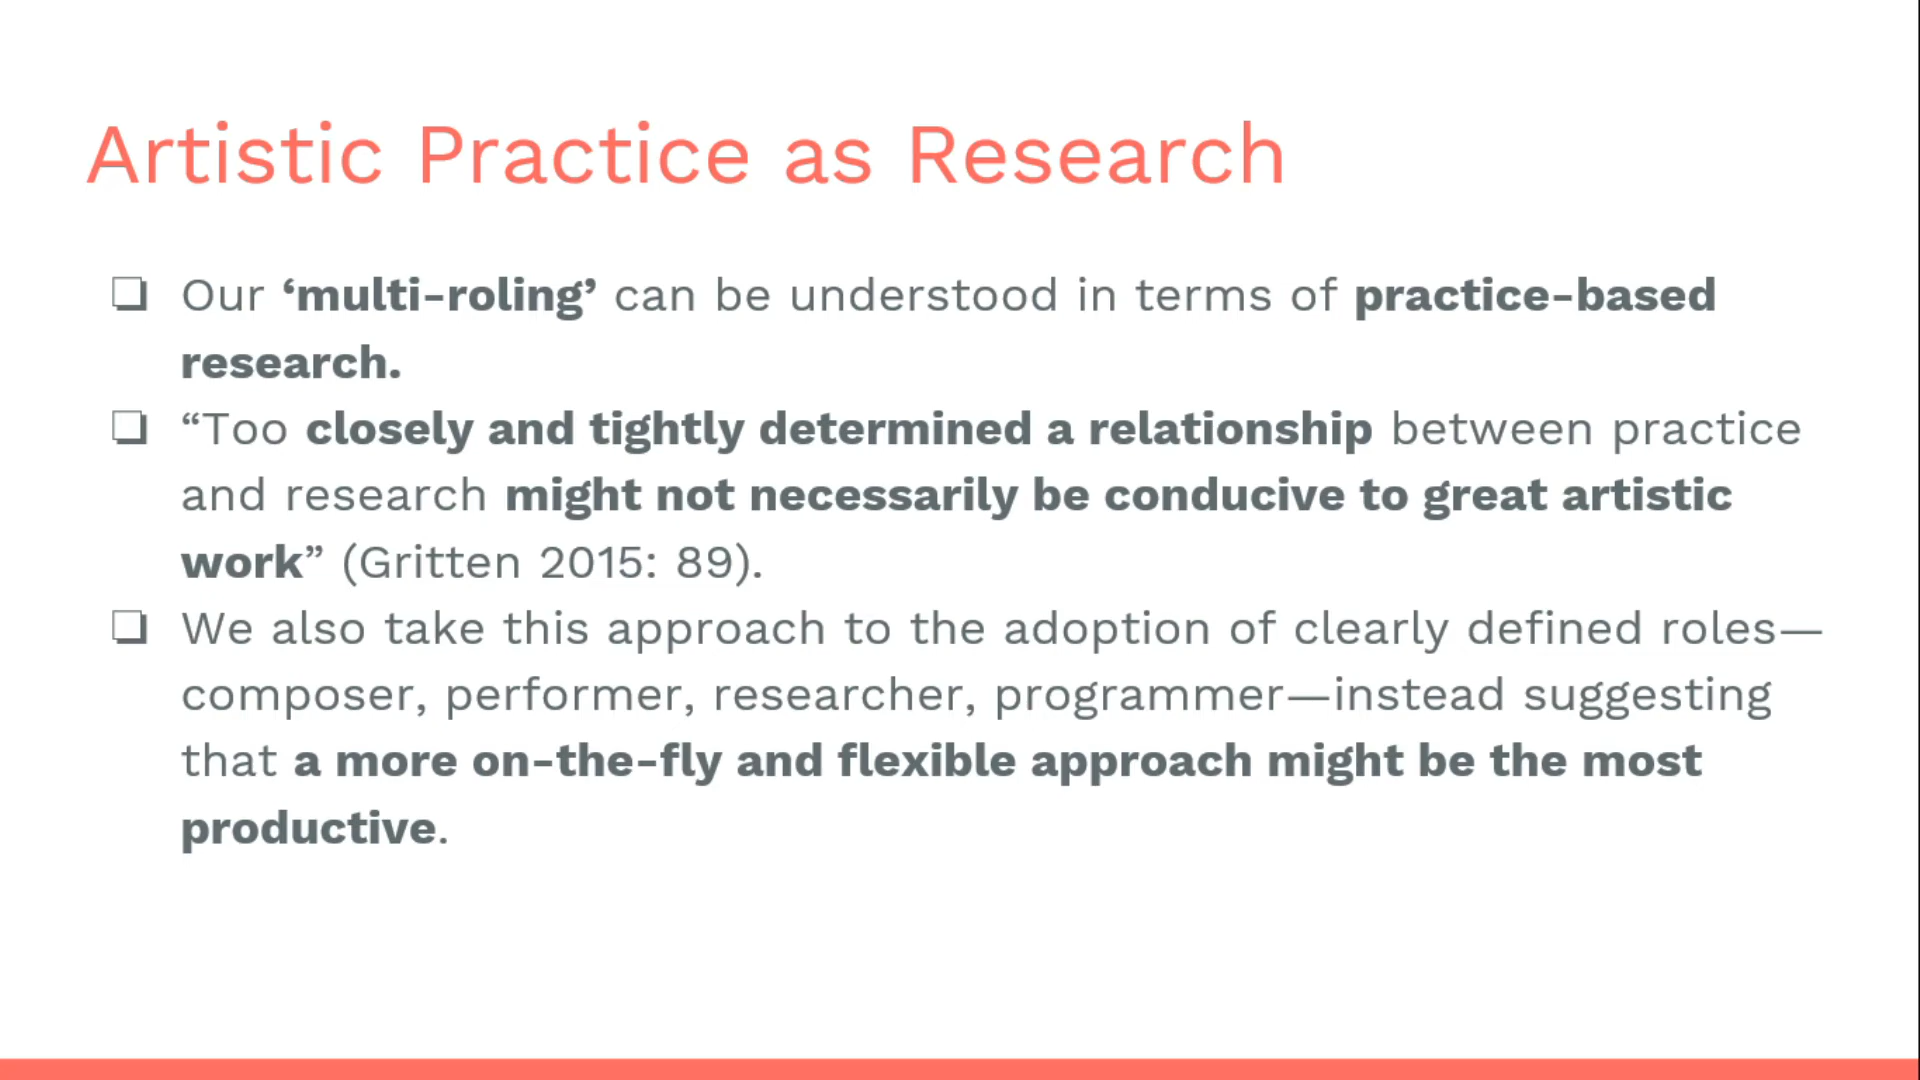 Artistic Practice as Research
❏ Our ‘multi-roling’ can be understood in terms of practice-based
research.
❏ “Too closely and tightly determined a relationship between practice
and research might not necessarily be conducive to great artistic
work” (Gritten 2015: 89).
❏ We also take this approach to the adoption of clearly defined roles—
composer, performer, researcher, programmer—instead suggesting
that a more on-the-fly and flexible approach might be the most
productive.